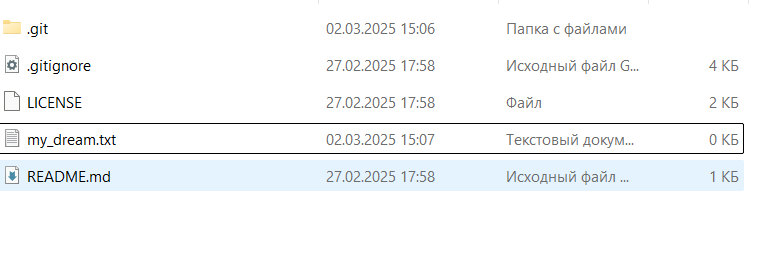 .git 02.03.2025 15:06 Папка с файлами
.gitignore 27.02.2025 17:58 Исходный файл G... 4 КБ
LICENSE 27.02.2025 17:58 Файл 2 КБ
my_dream.txt 02.03.2025 15:07 Текстовый докум... 0 КБ
README.md 27.02.2025 17:58 Исходный файл ... 1 КБ